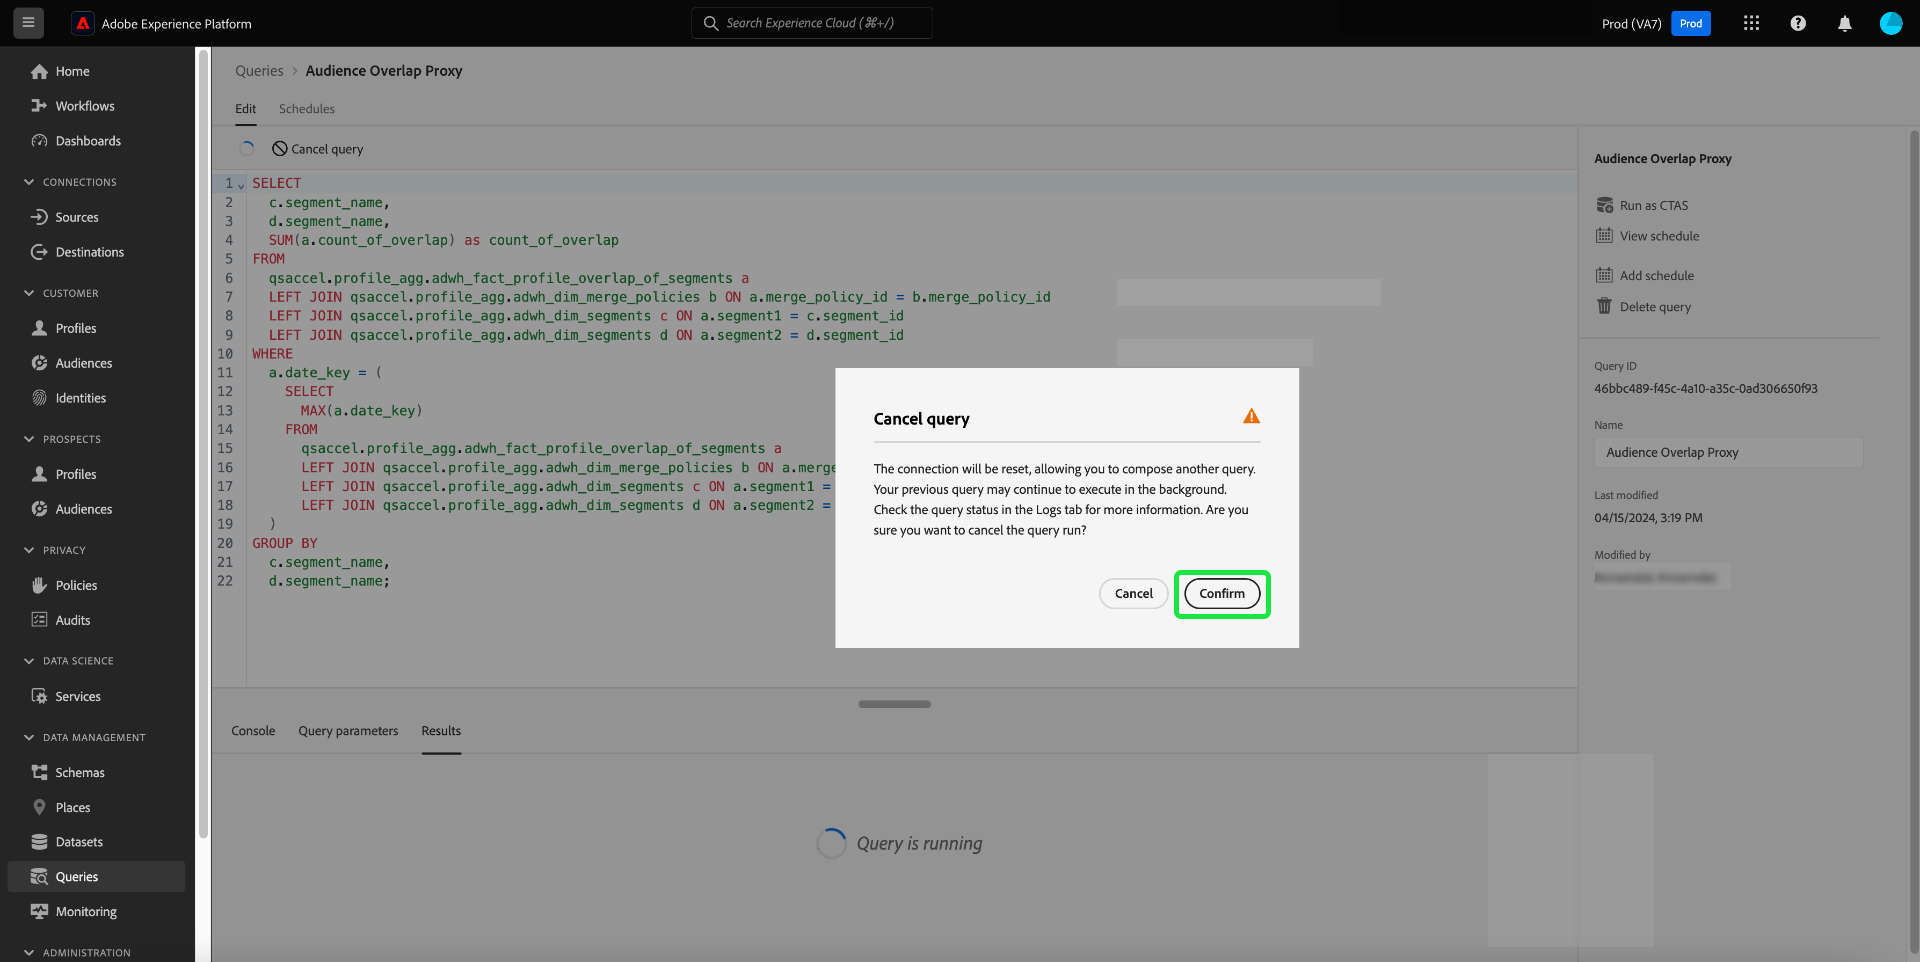 Adobe Experience Platform
Search Experience Cloud (⌘+/)
Prod (VA7)
Prod
Home
Workflows
Dashboards
CONNECTIONS
Sources
Destinations
CUSTOMER
Profiles
Audiences
Identities
PROSPECTS
Profiles
Audiences
PRIVACY
Policies
Audits
DATA SCIENCE
Services
DATA MANAGEMENT
Schemas
Places
Datasets
Queries
Monitoring
ADMINISTRATION
Queries > Audience Overlap Proxy
Edit Schedules
Cancel query
1 SELECT
2 c.segment_name,
3 d.segment_name,
4 SUM(a.count_of_overlap) as count_of_overlap
5 FROM
6 qsaccel.profile_agg.adwh_fact_profile_overlap_of_segments a
7 LEFT JOIN qsaccel.profile_agg.adwh_dim_merge_policies b ON a.merge_policy_id = b.merge_policy_id
8 LEFT JOIN qsaccel.profile_agg.adwh_dim_segments c ON a.segment1 = c.segment_id
9 LEFT JOIN qsaccel.profile_agg.adwh_dim_segments d ON a.segment2 = d.segment_id
10 WHERE
11 a.date_key = (
12 SELECT
13 MAX(a.date_key)
14 FROM
15 qsaccel.profile_agg.adwh_fact_profile_overlap_of_segments a
16 LEFT JOIN qsaccel.profile_agg.adwh_dim_merge_policies b ON a.merge
17 LEFT JOIN qsaccel.profile_agg.adwh_dim_segments c ON a.segment1 =
18 LEFT JOIN qsaccel.profile_agg.adwh_dim_segments d ON a.segment2 =
19 )
20 GROUP BY
21 c.segment_name,
22 d.segment_name;
Cancel query
The connection will be reset, allowing you to compose another query.
Your previous query may continue to execute in the background.
Check the query status in the Logs tab for more information. Are you
sure you want to cancel the query run?
Cancel
Confirm
Console Query parameters Results
Query is running
Audience Overlap Proxy
Run as CTAS
View schedule
Add schedule
Delete query
Query ID
46bbc489-f45c-4a10-a35c-0ad306650f93
Name
Audience Overlap Proxy
Last modified
04/15/2024, 3:19 PM
Modified by